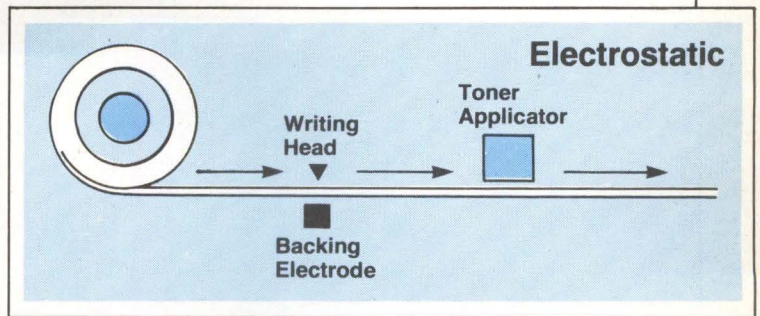 Electrostatic
Toner
Applicator
Writing
Head
Backing
Electrode